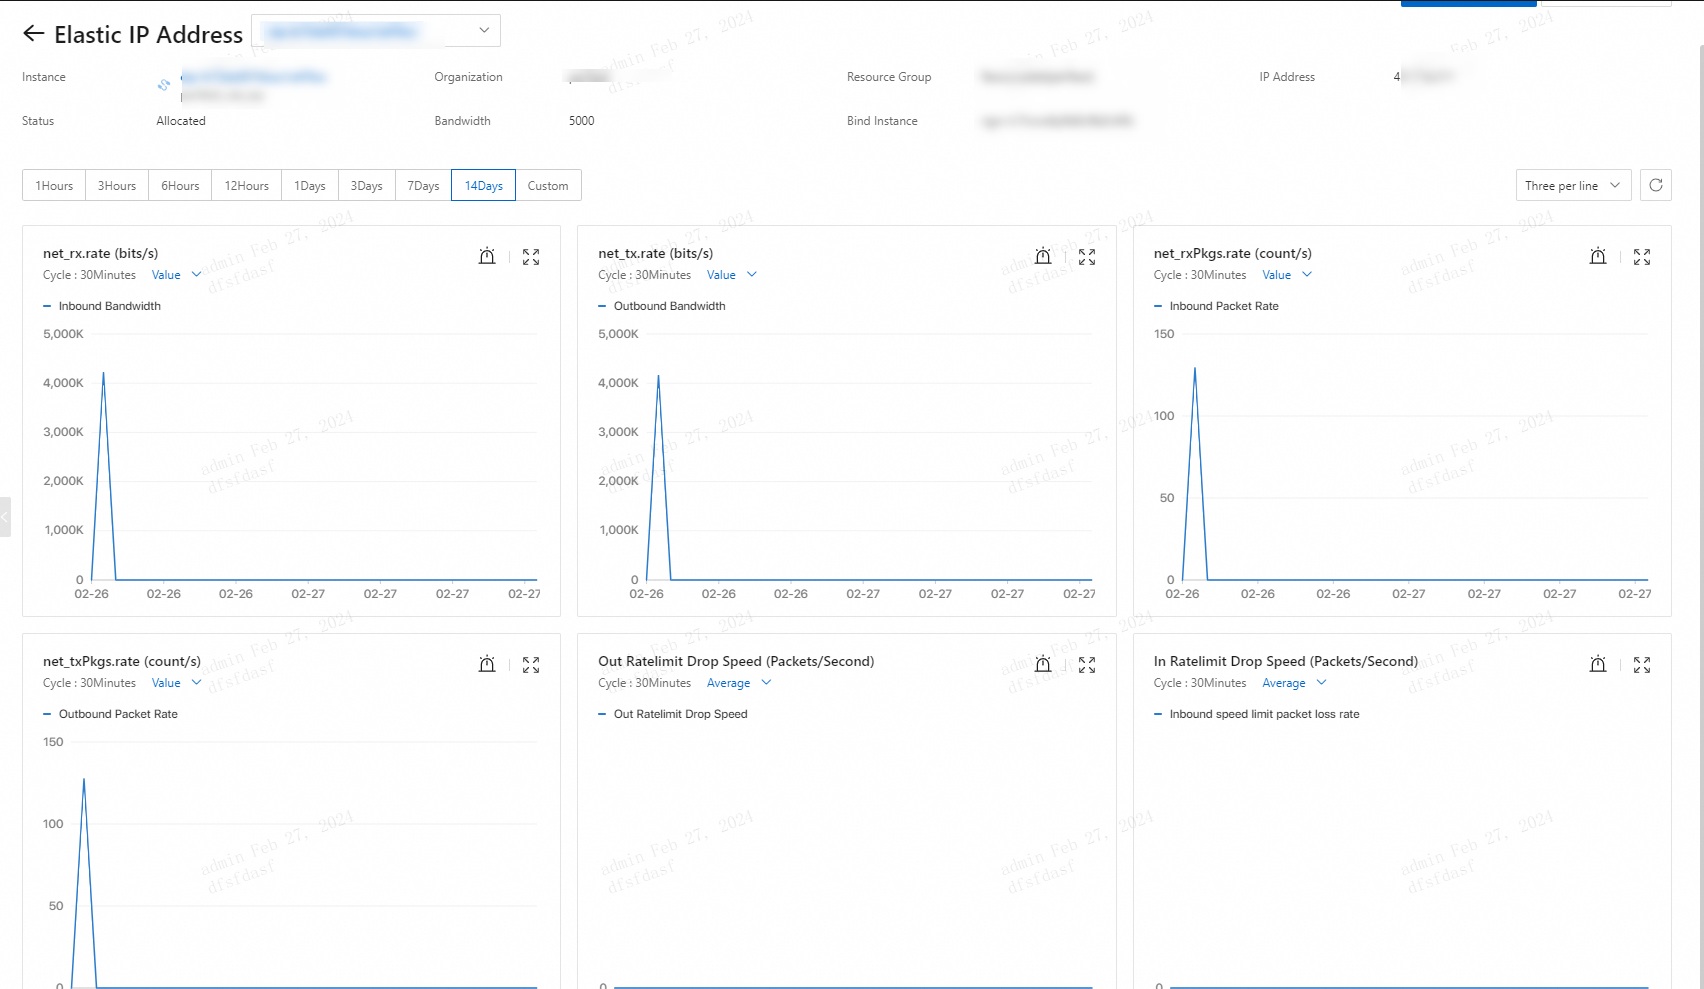 Elastic IP Address
Instance
Organization
Resource Group
IP Address
4
Status
Allocated
Bandwidth
5000
Bind Instance
1Hours 3Hours 6Hours 12Hours 1Days 3Days 7Days 14Days Custom
Three per line
net_rx.rate (bits/s)
Cycle : 30Minutes Value
Inbound Bandwidth
5,000K
4,000K
3,000K
2,000K
1,000K
0
02-26 02-26 02-26 02-27 02-27 02-27 02-27
net_tx.rate (bits/s)
Cycle : 30Minutes Value
Outbound Bandwidth
5,000K
4,000K
3,000K
2,000K
1,000K
0
02-26 02-26 02-26 02-27 02-27 02-27 02-27
net_rxPkgs.rate (count/s)
Cycle : 30Minutes Value
Inbound Packet Rate
150
100
50
0
02-26 02-26 02-26 02-27 02-27 02-27 02-27
net_txPkgs.rate (count/s)
Cycle : 30Minutes Value
Outbound Packet Rate
150
100
50
0
Out Ratelimit Drop Speed (Packets/Second)
Cycle : 30Minutes Average
Out Ratelimit Drop Speed
0
In Ratelimit Drop Speed (Packets/Second)
Cycle : 30Minutes Average
Inbound speed limit packet loss rate
0
admin Feb 27, 2024
dfsfdasf